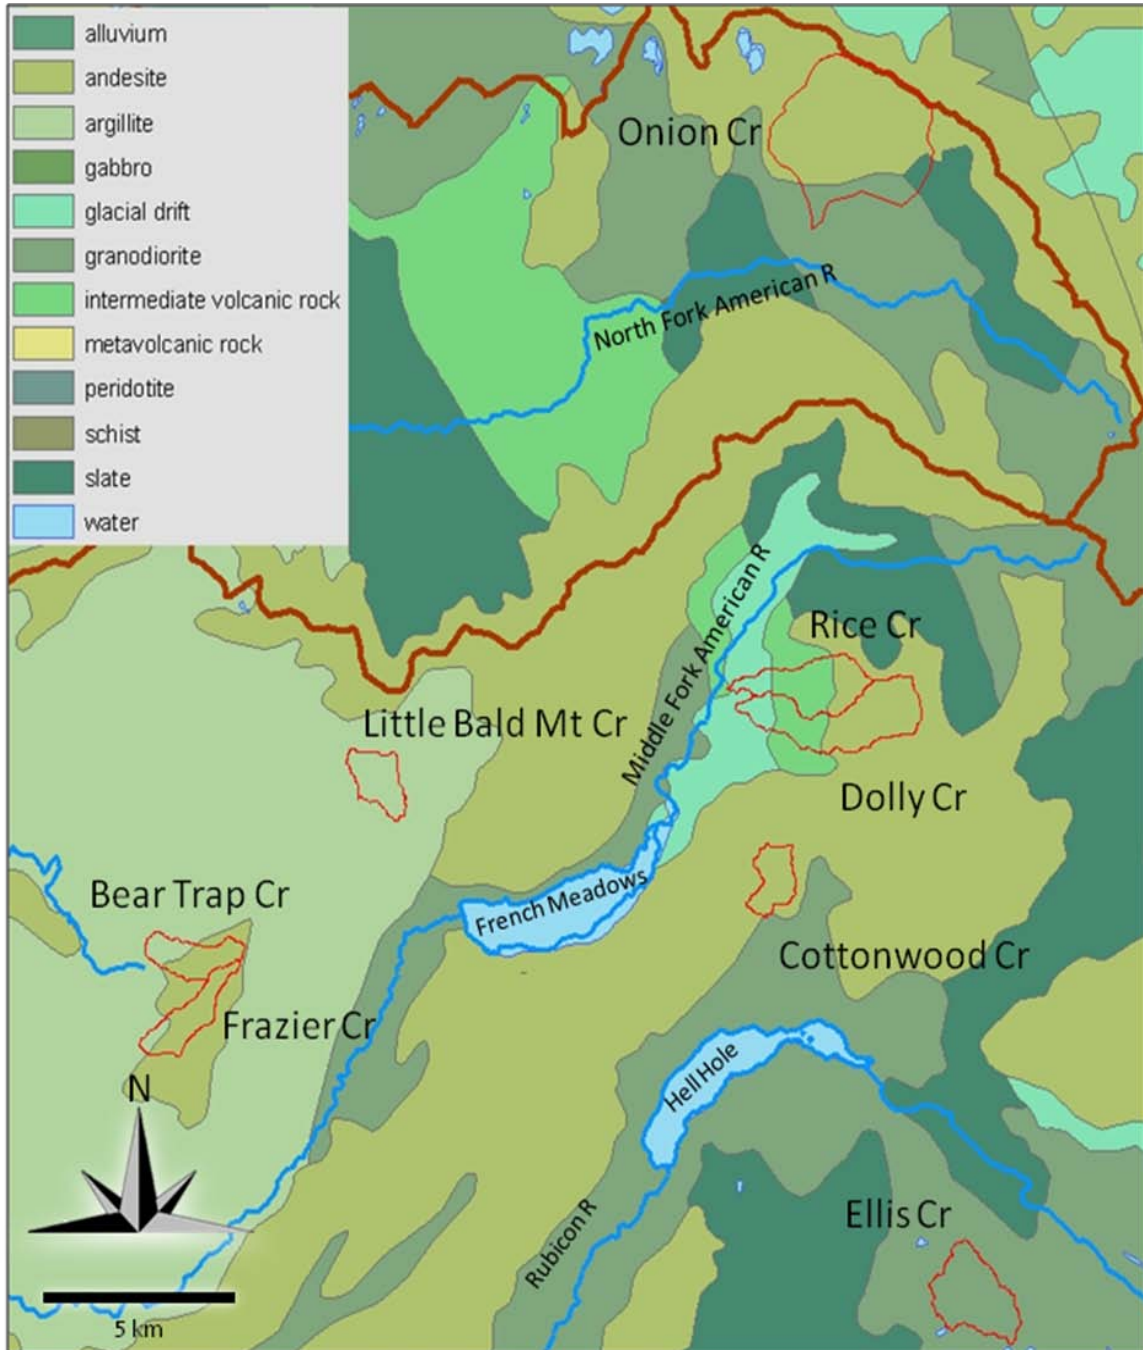 alluvium
andesite
argillite
gabbro
glacial drift
granodiorite
intermediate volcanic rock
metavolcanic rock
peridotite
schist
slate
water
Onion Cr
North Fork American R
Middle Fork American R
Rice Cr
Little Bald Mt Cr
Dolly Cr
Bear Trap Cr
French Meadows
Cottonwood Cr
Frazier Cr
Hell Hole
N
Ellis Cr
Rubicon R
5 km